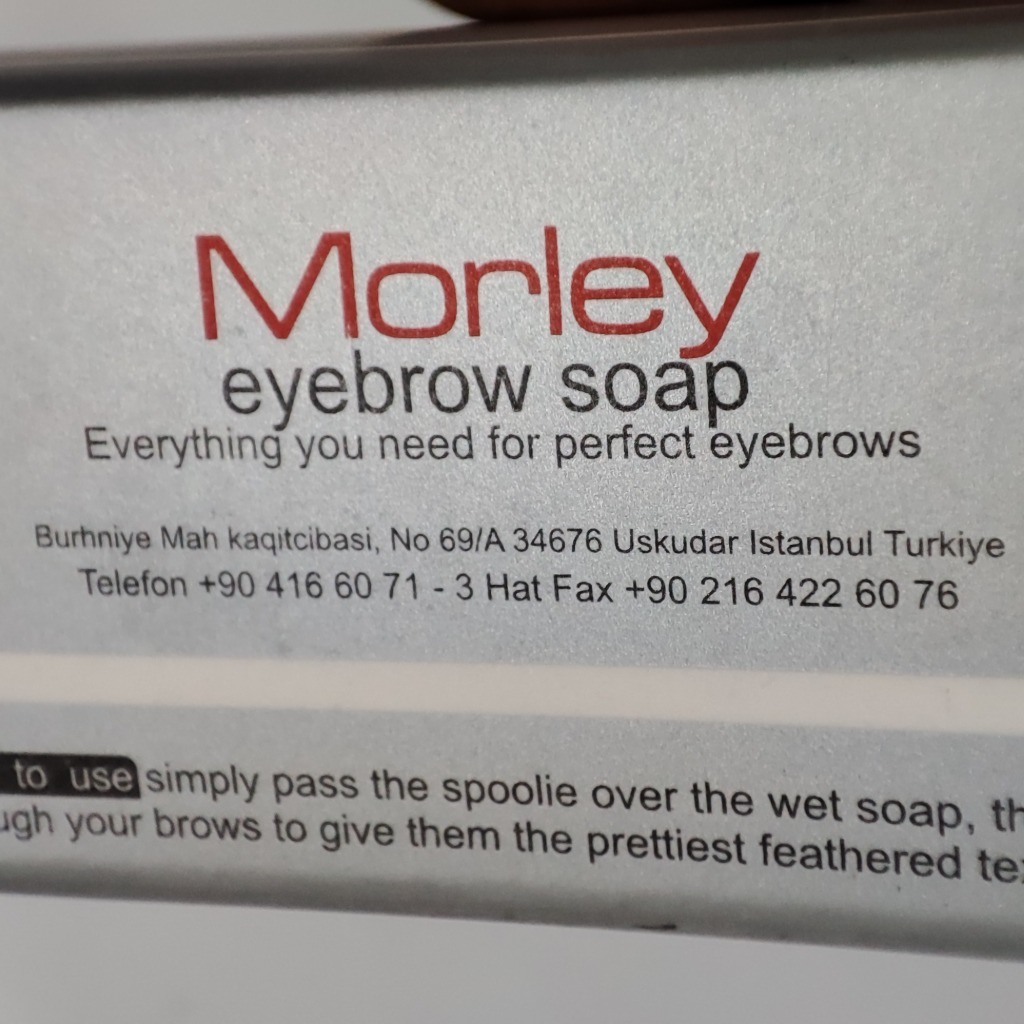 Morley
eyebrow soap
Everything you need for perfect eyebrows
Burhniye Mah kaqitcibasi, No 69/A 34676 Uskudar Istanbul Turkiye
Telefon +90 416 60 71 - 3 Hat Fax +90 216 422 60 76
to use simply pass the spoolie over the wet soap,
your brows to give them the prettiest feathered